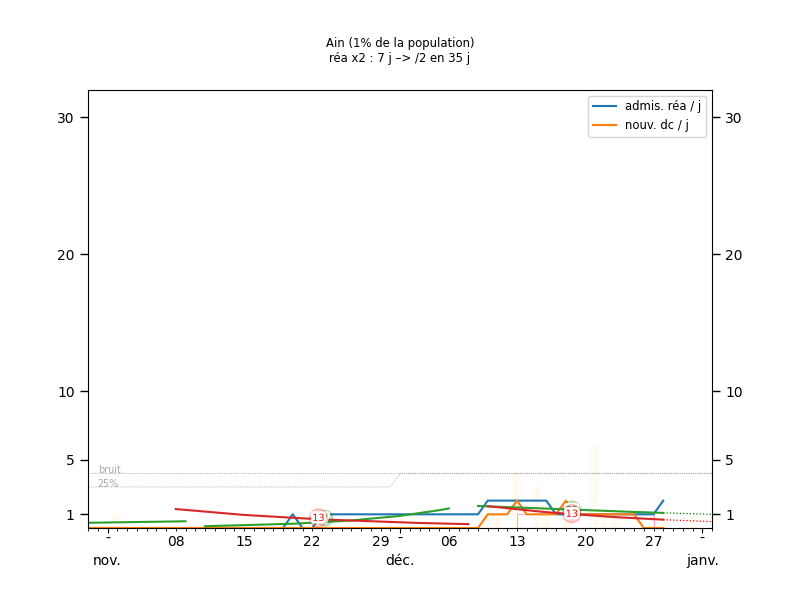 Ain (1% de la population)
réa x2 : 7 j –> /2 en 35 j
admis. réa / j
nouv. dc / j
30 30
20 20
10 10
5 5
1 1
bruit
25%
13
13
- 08 15 22 29 - 06 13 20 27 -
nov. déc. janv.